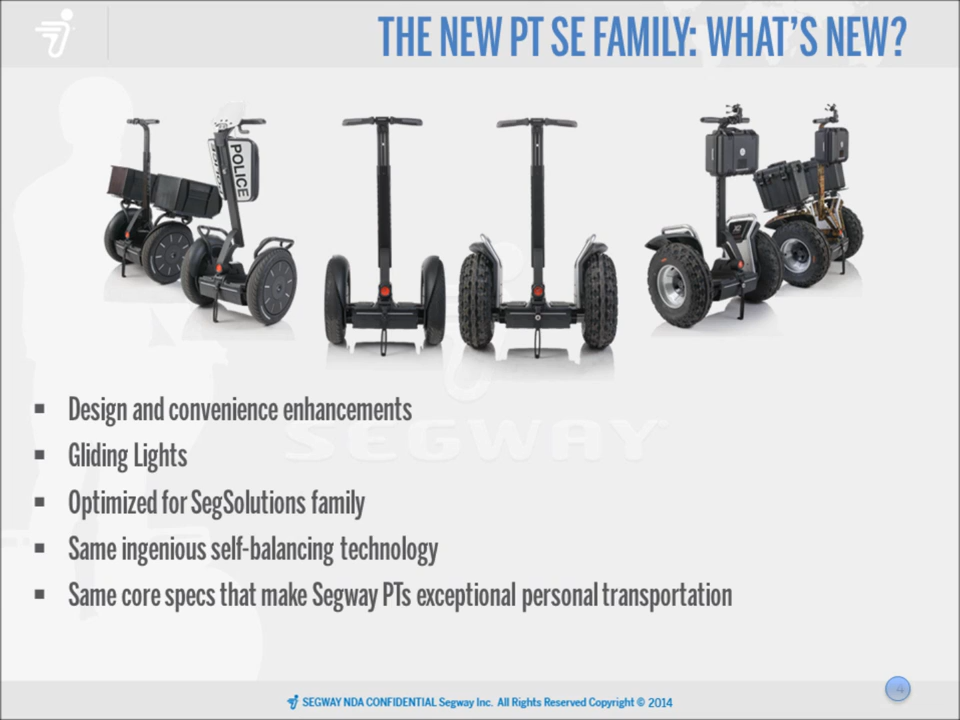 THE NEW PT SE FAMILY: WHAT'S NEW?
POLICE
SEGWAY
▪ Design and convenience enhancements
▪ Gliding Lights
▪ Optimized for SegSolutions family
▪ Same ingenious self-balancing technology
▪ Same core specs that make Segway PTs exceptional personal transportation
SEGWAY NDA CONFIDENTIAL Segway Inc. All Rights Reserved Copyright © 2014
4